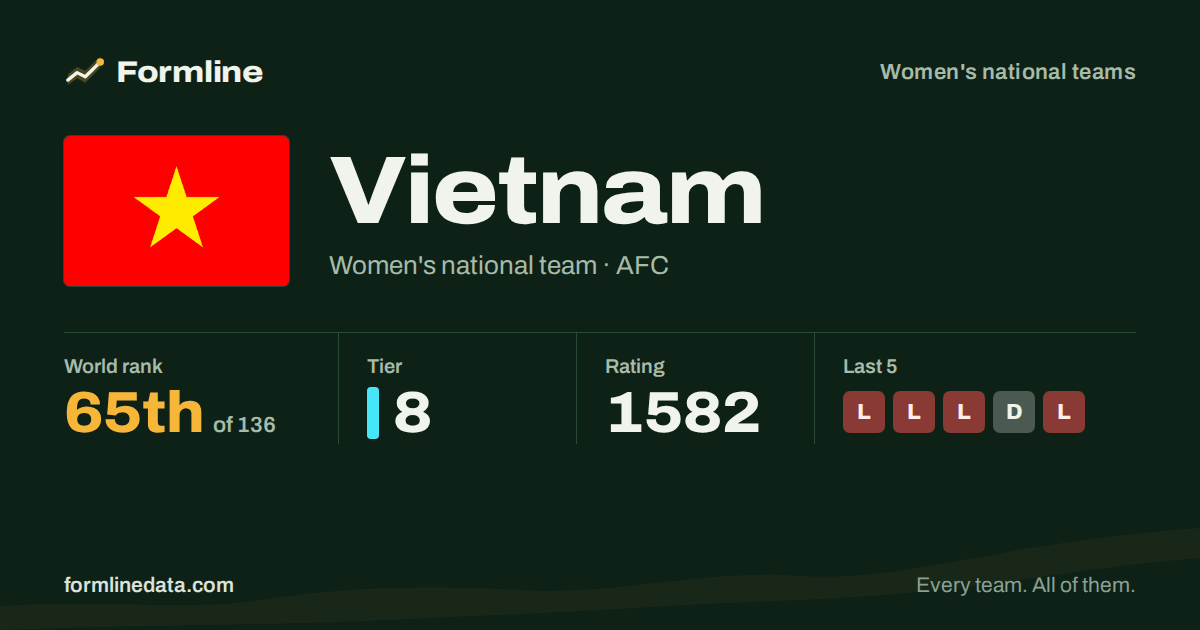 Formline
Women's national teams
Vietnam
Women's national team · AFC
World rank
65th of 136
Tier
8
Rating
1582
Last 5
L L L D L
formlinedata.com
Every team. All of them.